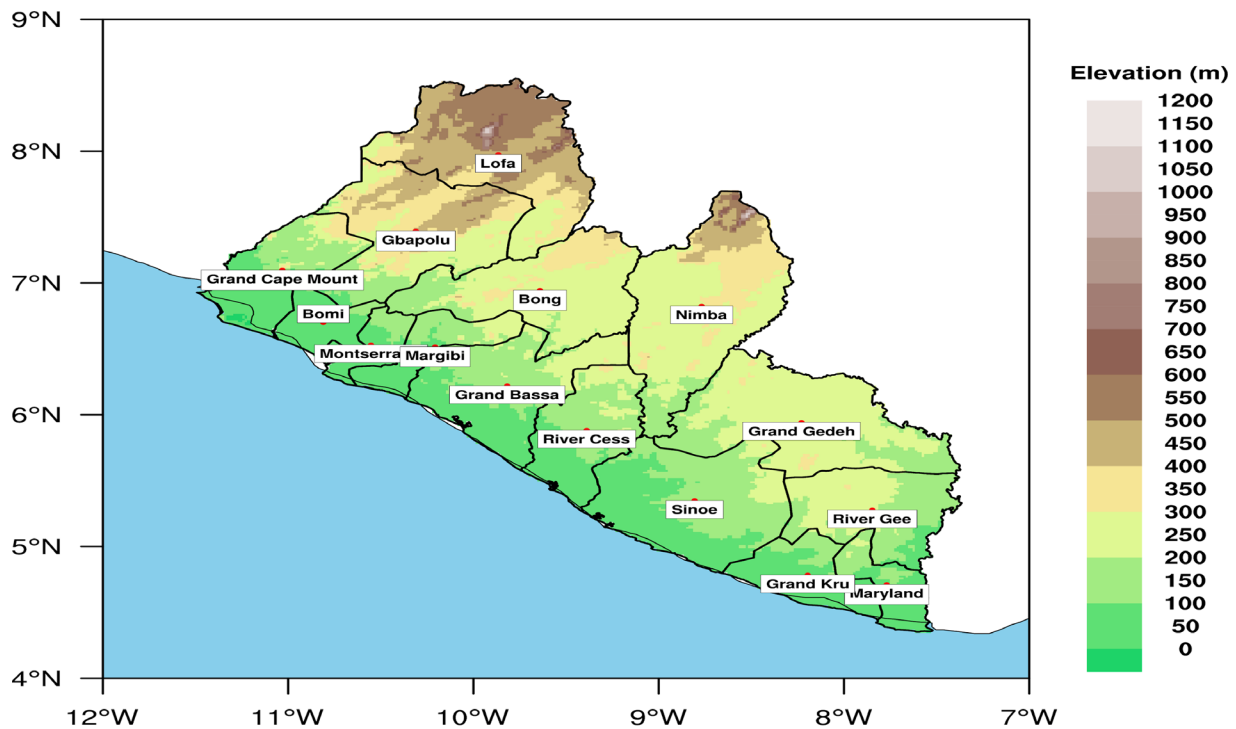 9°N
8°N
7°N
6°N
5°N
4°N
12°W
11°W
10°W
9°W
8°W
7°W
Lofa
Gbapolu
Grand Cape Mount
Bong
Bomi
Nimba
Montserra
Margibi
Grand Bassa
River Cess
Grand Gedeh
Sinoe
River Gee
Grand Kru
Maryland
Elevation (m)
1200
1150
1100
1050
1000
950
900
850
800
750
700
650
600
550
500
450
400
350
300
250
200
150
100
50
0